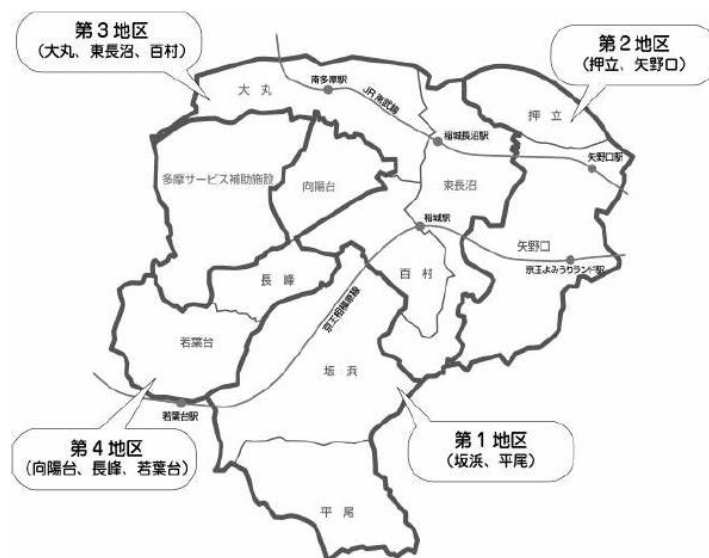 第3地区
(大丸、東長沼、百村)
第2地区
(押立、矢野口)
大丸
南多摩駅
JR南武線
押立
稲城長沼駅
矢野口駅
多摩サービス補助施設
向陽台
東長沼
稲城駅
矢野口
京王よみうりランド駅
長峰
百村
京王相模原線
若葉台
坂浜
若葉台駅
第4地区
(向陽台、長峰、若葉台)
第1地区
(坂浜、平尾)
平尾